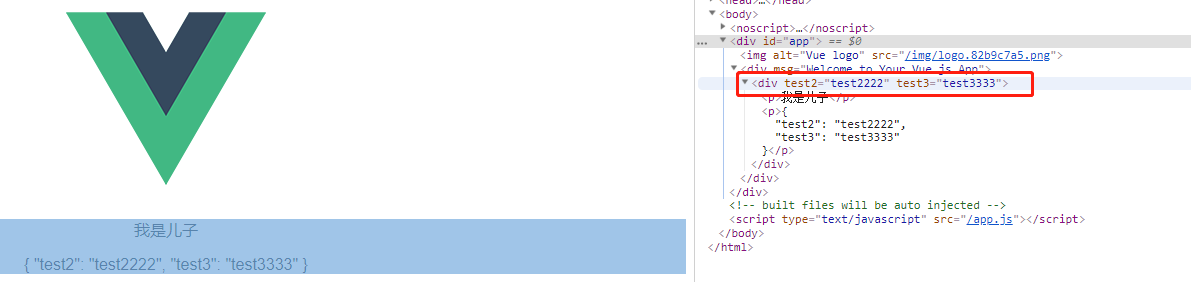 我是儿子
{ "test2": "test2222", "test3": "test3333" }
<head>…</head>
<body>
<noscript>…</noscript>
… <div id="app"> == $0
<img alt="Vue logo" src="/img/logo.82b9c7a5.png">
<div msg="Welcome to Your Vue.js App">
<div test2="test2222" test3="test3333">
<p>我是儿子</p>
<p>{
"test2": "test2222",
"test3": "test3333"
}</p>
</div>
</div>
</div>
<!-- built files will be auto injected -->
<script type="text/javascript" src="/app.js"></script>
</body>
</html>